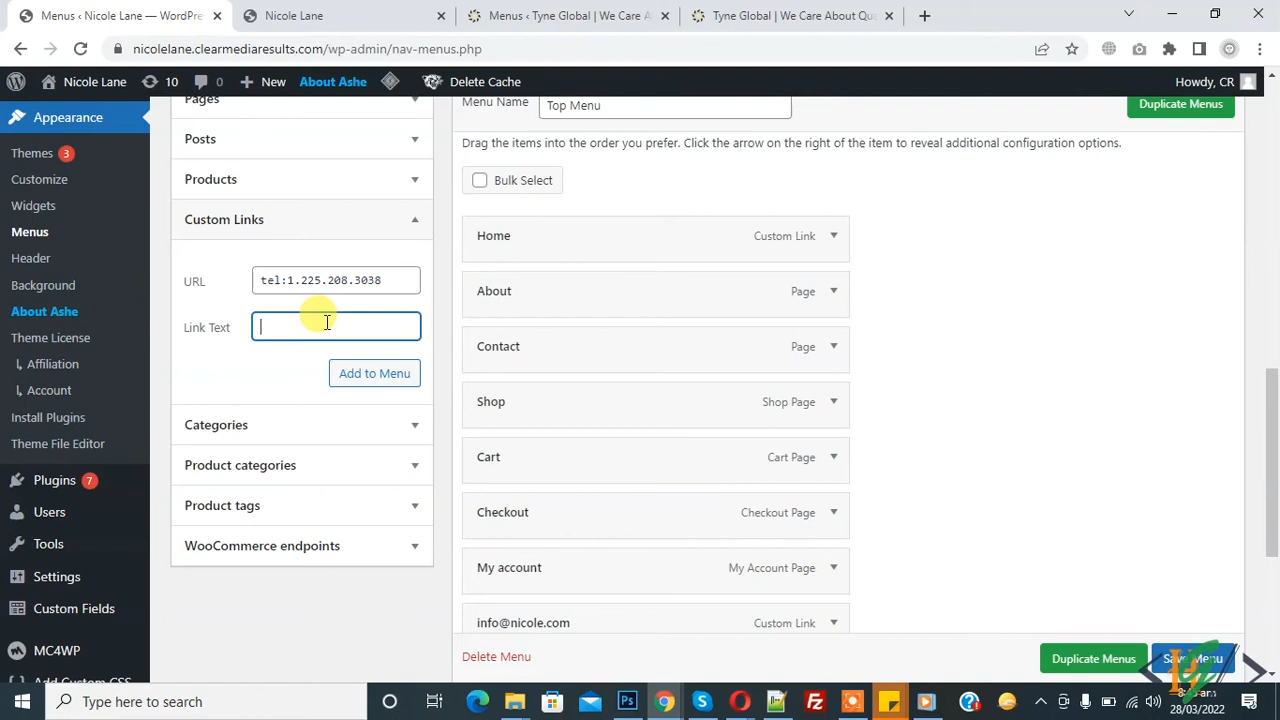 Menus ‹ Nicole Lane — WordPre
Nicole Lane
Menus ‹ Tyne Global | We Care A
Tyne Global | We Care About Qu
nicolelane.clearmediaresults.com/wp-admin/nav-menus.php
Nicole Lane
10
0
New
About Ashe
Delete Cache
Howdy, CR
Appearance
Themes 3
Customize
Widgets
Menus
Header
Background
About Ashe
Theme License
↳ Affiliation
↳ Account
Install Plugins
Theme File Editor
Plugins 7
Users
Tools
Settings
Custom Fields
MC4WP
Add Custom CSS
Pages
Posts
Products
Custom Links
URL
tel:1.225.208.3038
Link Text
Add to Menu
Categories
Product categories
Product tags
WooCommerce endpoints
Menu Name
Top Menu
Duplicate Menus
Drag the items into the order you prefer. Click the arrow on the right of the item to reveal additional configuration options.
Bulk Select
Home Custom Link
About Page
Contact Page
Shop Shop Page
Cart Cart Page
Checkout Checkout Page
My account My Account Page
info@nicole.com Custom Link
Delete Menu
Duplicate Menus
Save Menu
Type here to search
28/03/2022